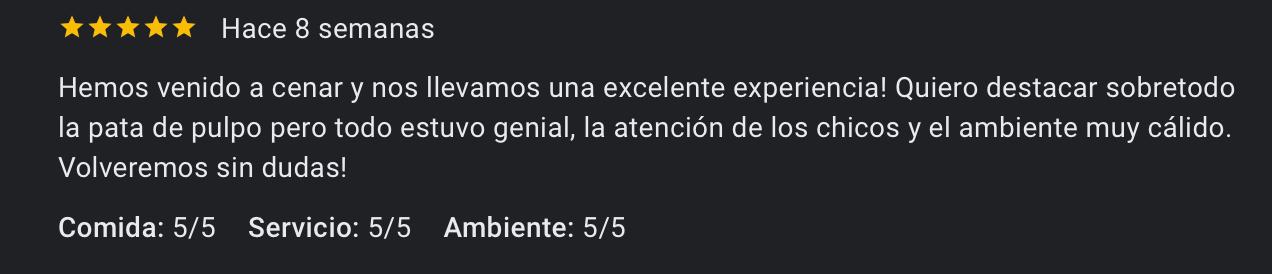 Hace 8 semanas
Hemos venido a cenar y nos llevamos una excelente experiencia! Quiero destacar sobretodo
la pata de pulpo pero todo estuvo genial, la atención de los chicos y el ambiente muy cálido.
Volveremos sin dudas!
Comida: 5/5 Servicio: 5/5 Ambiente: 5/5